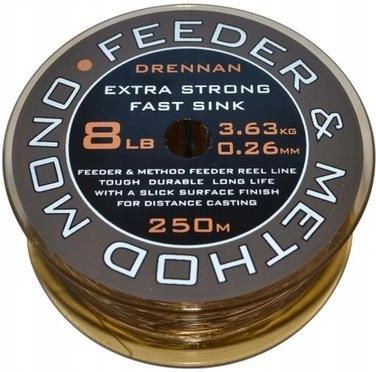 FEEDER & METHOD MONO •
DRENNAN
EXTRA STRONG
FAST SINK
8LB
3.63KG
0.26MM
FEEDER & METHOD FEEDER REEL LINE
TOUGH DURABLE LONG LIFE
WITH A SLICK SURFACE FINISH
FOR DISTANCE CASTING
250M